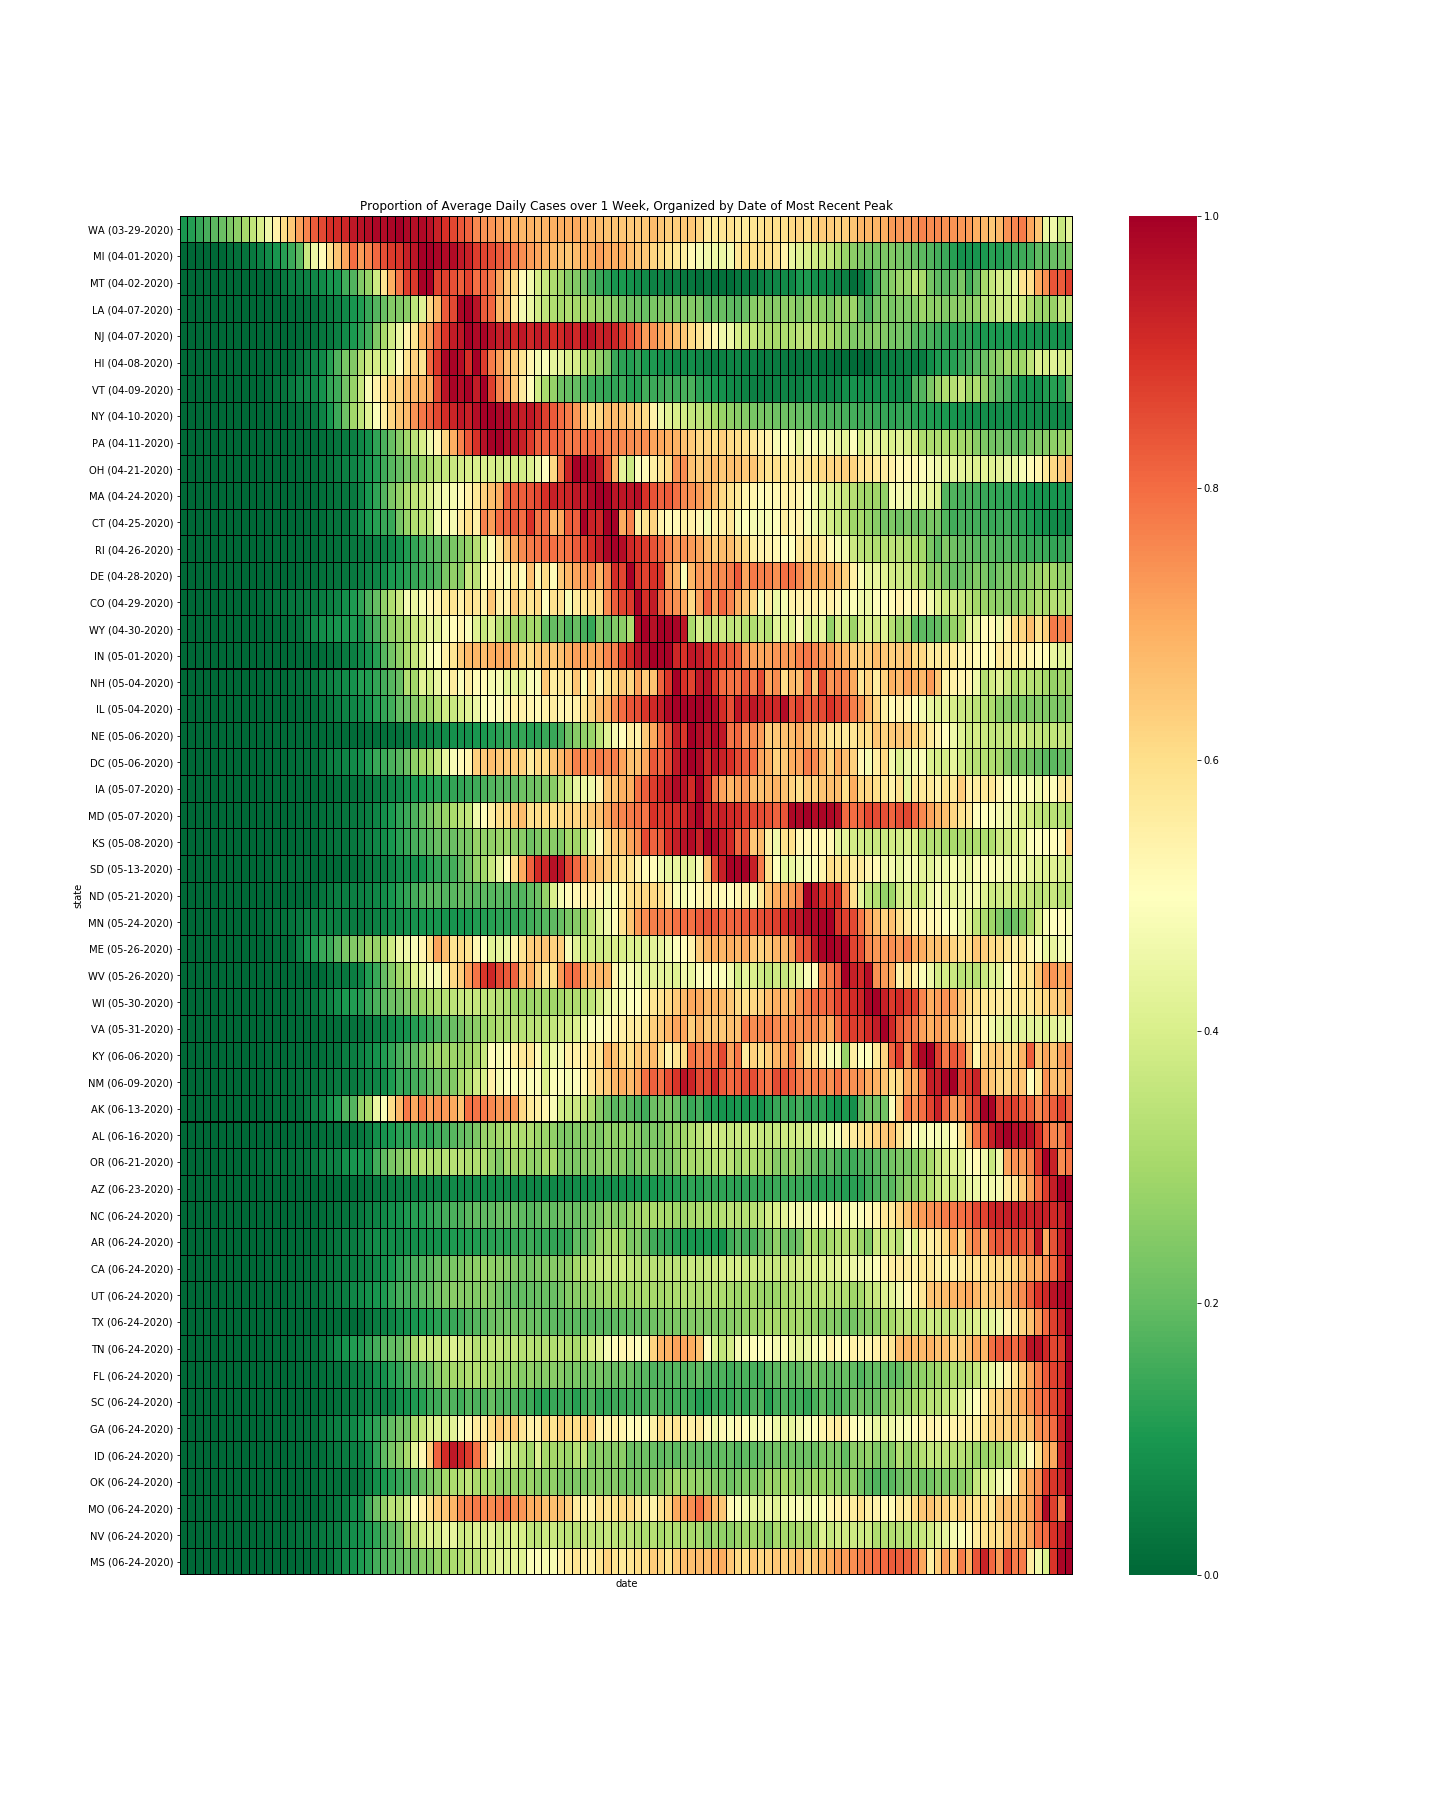 Proportion of Average Daily Cases over 1 Week, Organized by Date of Most Recent Peak
WA (03-29-2020)
MI (04-01-2020)
MT (04-02-2020)
LA (04-07-2020)
NJ (04-07-2020)
HI (04-08-2020)
VT (04-09-2020)
NY (04-10-2020)
PA (04-11-2020)
OH (04-21-2020)
MA (04-24-2020)
CT (04-25-2020)
RI (04-26-2020)
DE (04-28-2020)
CO (04-29-2020)
WY (04-30-2020)
IN (05-01-2020)
NH (05-04-2020)
IL (05-04-2020)
NE (05-06-2020)
DC (05-06-2020)
IA (05-07-2020)
MD (05-07-2020)
KS (05-08-2020)
SD (05-13-2020)
ND (05-21-2020)
MN (05-24-2020)
ME (05-26-2020)
WV (05-26-2020)
WI (05-30-2020)
VA (05-31-2020)
KY (06-06-2020)
NM (06-09-2020)
AK (06-13-2020)
AL (06-16-2020)
OR (06-21-2020)
AZ (06-23-2020)
NC (06-24-2020)
AR (06-24-2020)
CA (06-24-2020)
UT (06-24-2020)
TX (06-24-2020)
TN (06-24-2020)
FL (06-24-2020)
SC (06-24-2020)
GA (06-24-2020)
ID (06-24-2020)
OK (06-24-2020)
MO (06-24-2020)
NV (06-24-2020)
MS (06-24-2020)
state
date
1.0
0.8
0.6
0.4
0.2
0.0